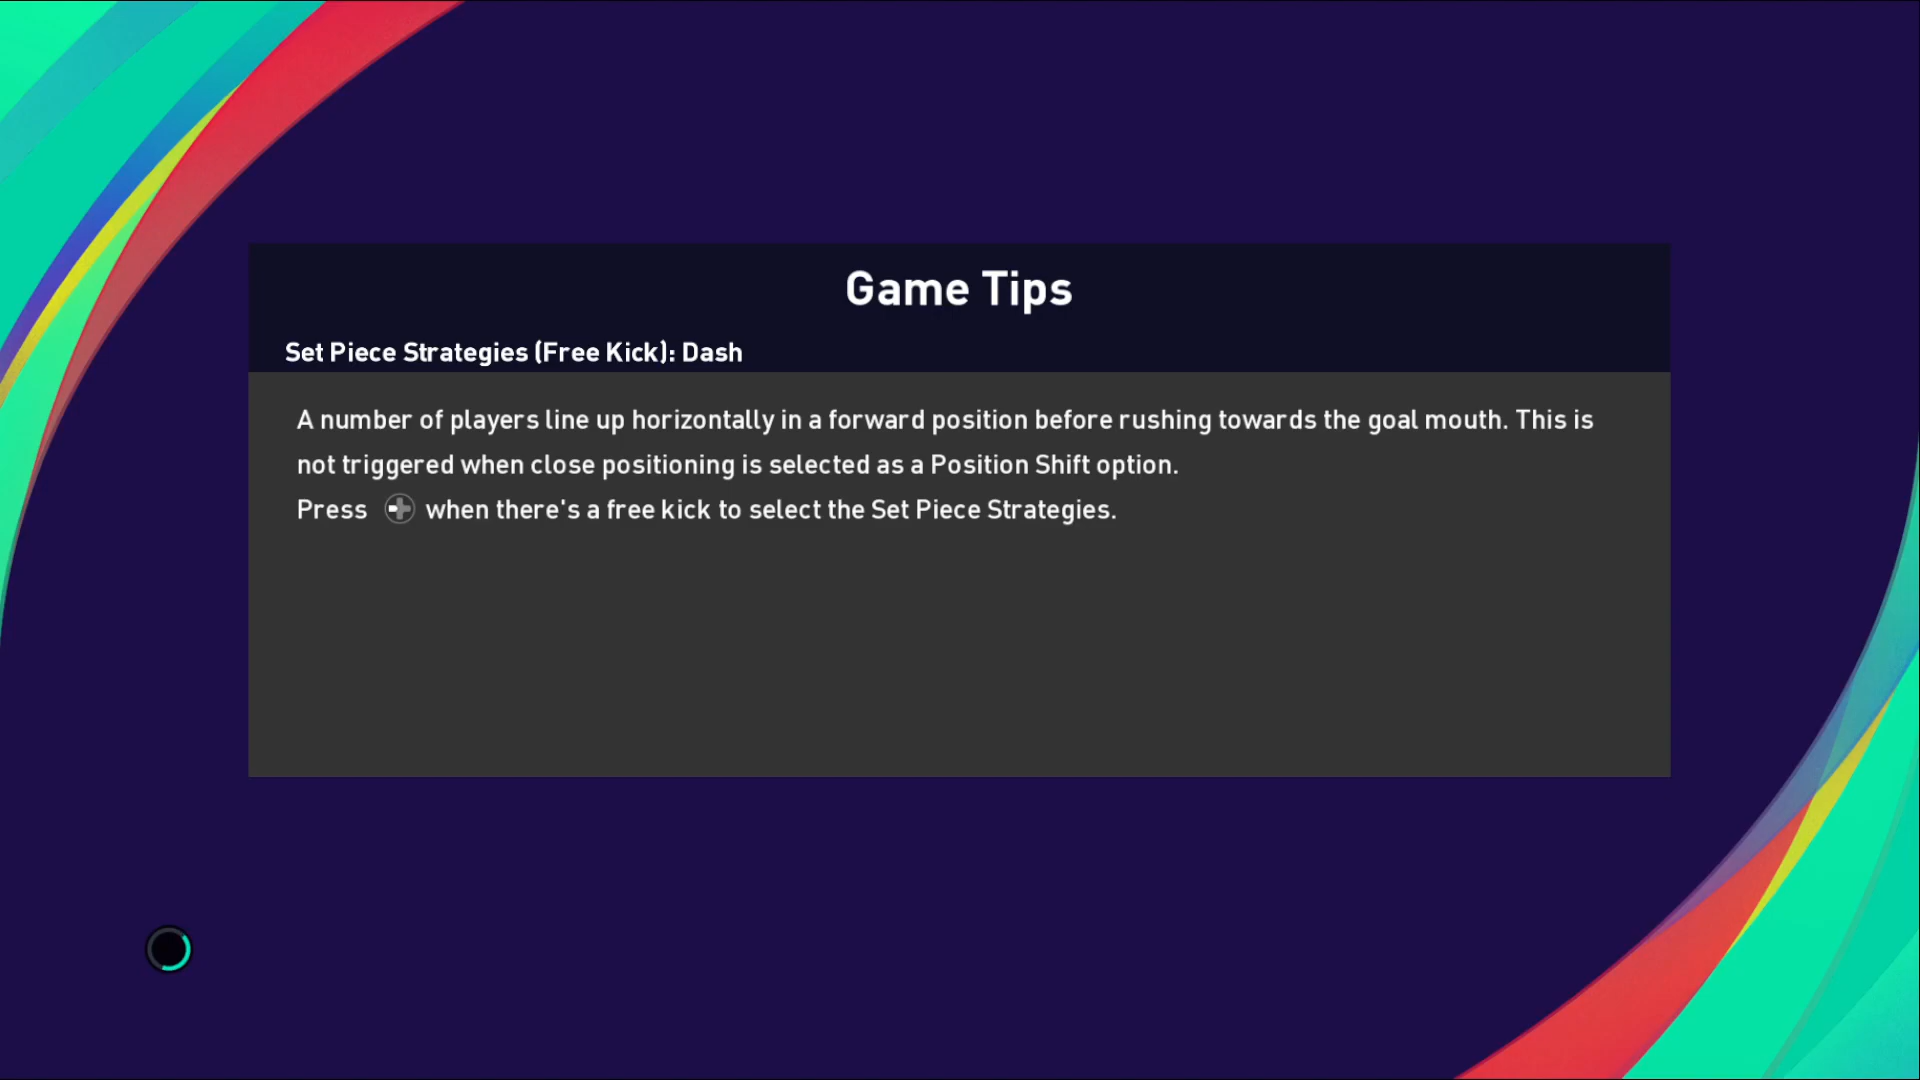 Game Tips
Set Piece Strategies (Free Kick): Dash
A number of players line up horizontally in a forward position before rushing towards the goal mouth. This is
not triggered when close positioning is selected as a Position Shift option.
Press when there's a free kick to select the Set Piece Strategies.